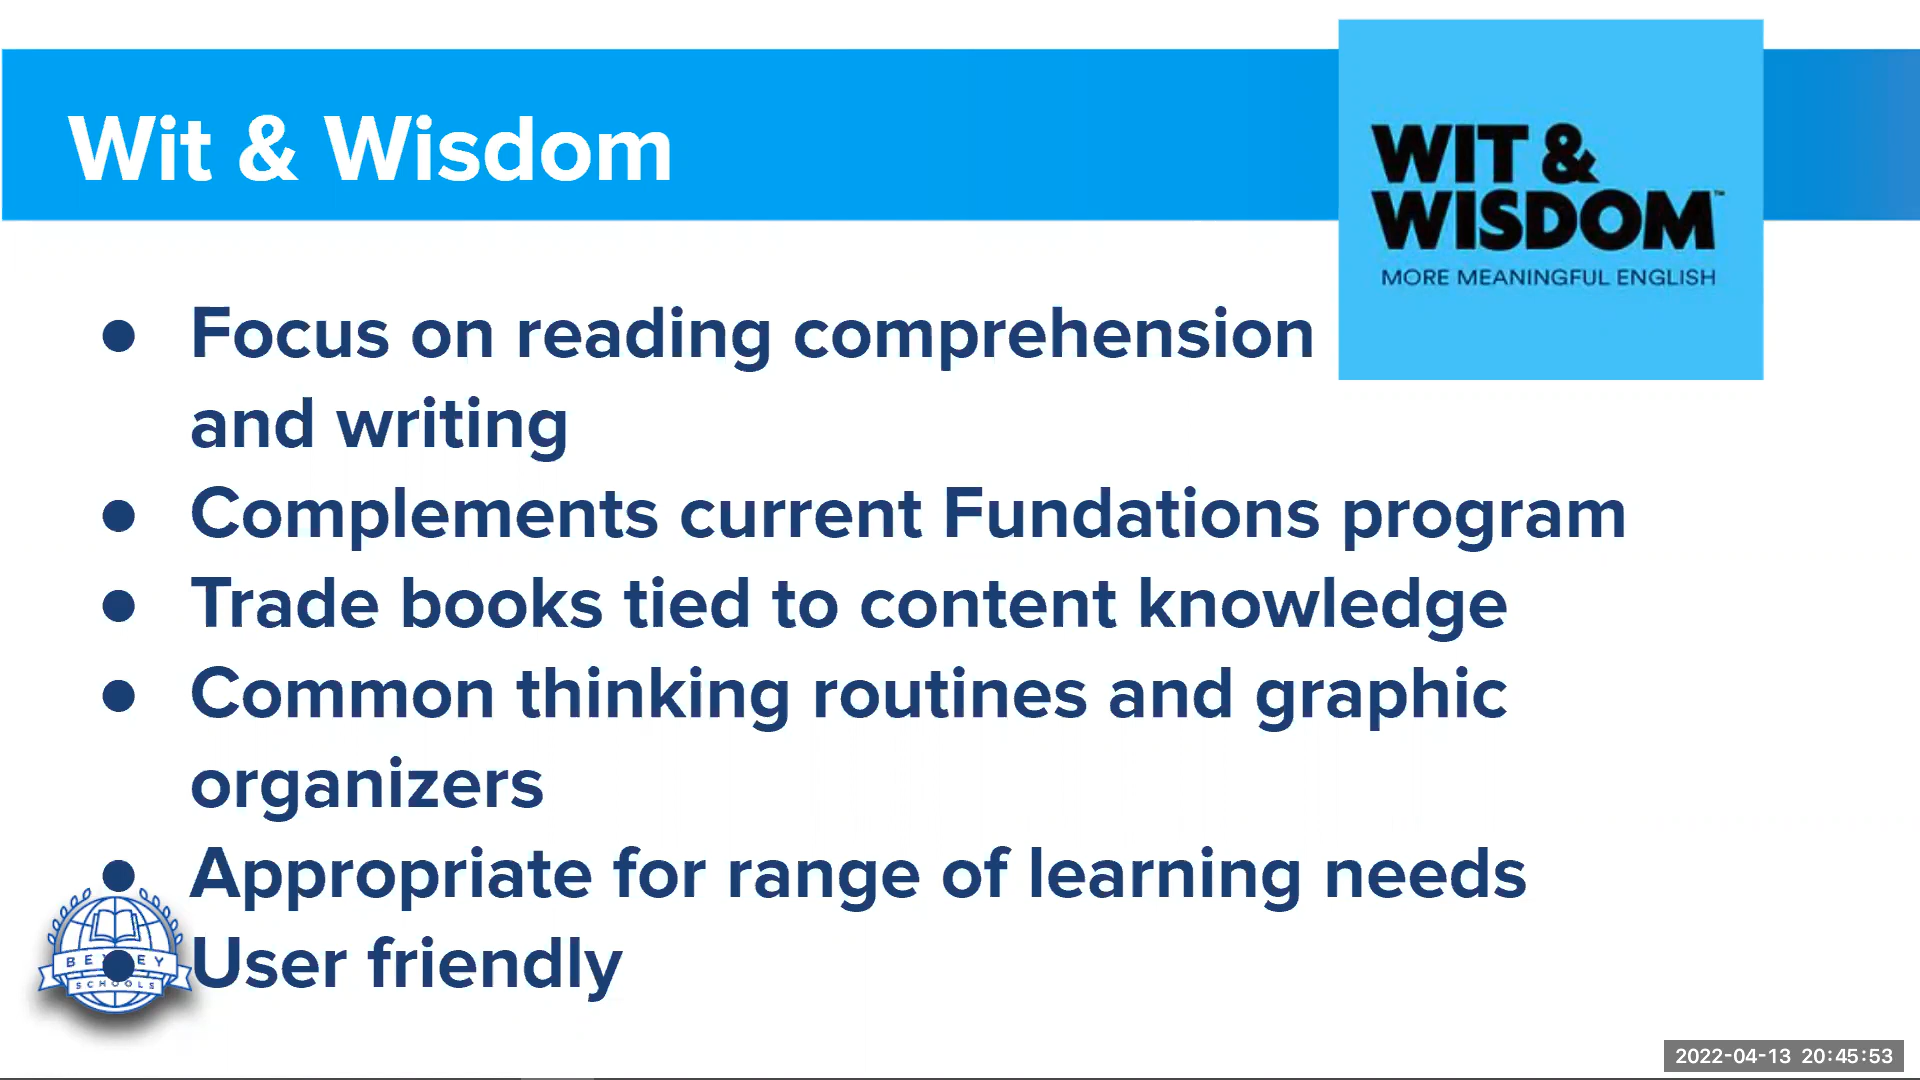 Wit & Wisdom
WIT &
WISDOM™
MORE MEANINGFUL ENGLISH
● Focus on reading comprehension
and writing
● Complements current Fundations program
● Trade books tied to content knowledge
● Common thinking routines and graphic
organizers
● Appropriate for range of learning needs
● User friendly
SCHOOLS
2022-04-13 20:45:53